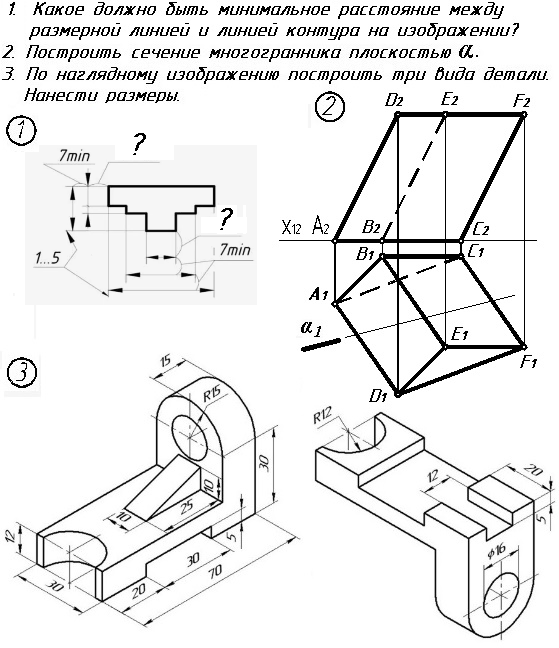 1. Какое должно быть минимальное расстояние между
размерной линией и линией контура на изображении?
2. Построить сечение многогранника плоскостью α.
3. По наглядному изображению построить три вида детали.
Нанести размеры.
1
7min
?
?
1...5
7min
2
D2 E2 F2
X12 A2 B2 C2
B1 C1
A1
α1
E1 F1
D1
3
15
R15
30
10
25
10
12
30
5
30
20
70
R12
12
20
5
ϕ16